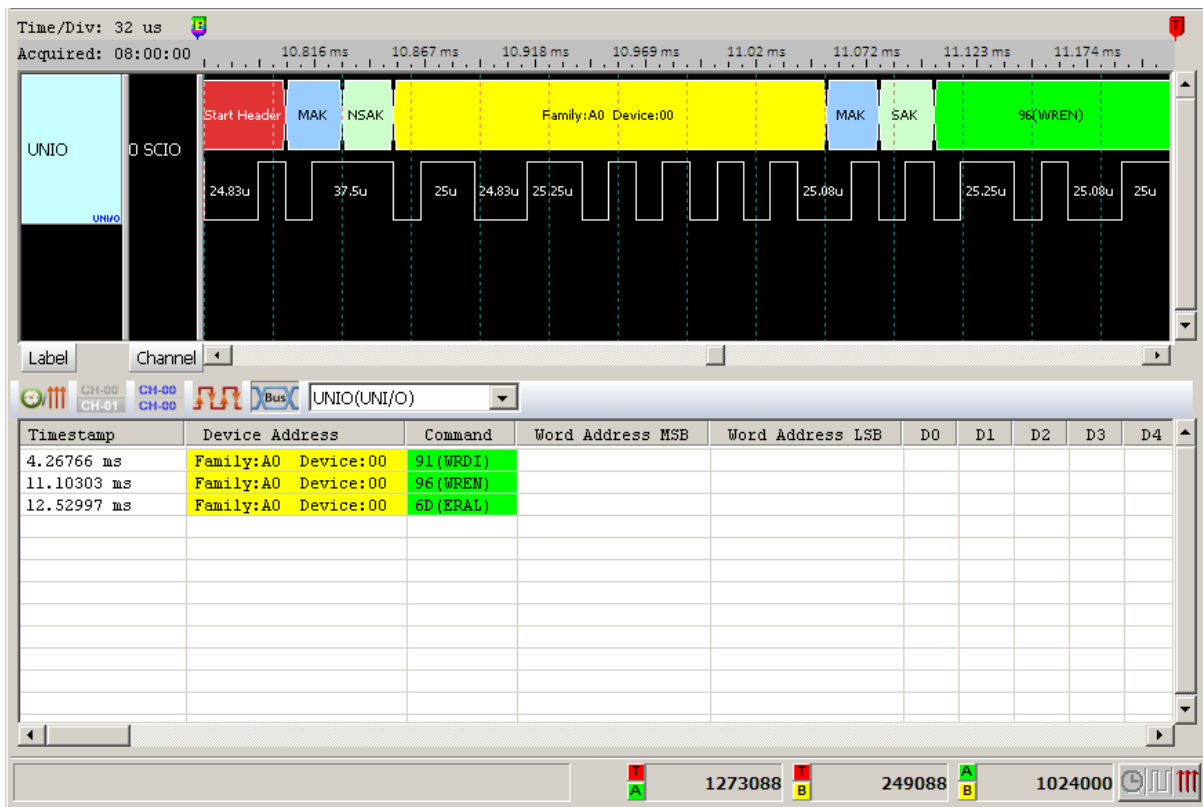 Time/Div: 32 us
Acquired: 08:00:00
10.816 ms 10.867 ms 10.918 ms 10.969 ms 11.02 ms 11.072 ms 11.123 ms 11.174 ms
T
UNIO
UNI/O
0 SCIO
Start Header MAK NSAK Family:A0 Device:00 MAK SAK 96(WREN)
24.83u 37.5u 25u 24.83u 25.25u 25.08u 25.25u 25.08u 25u
Label Channel
CH-00 CH-01 CH-00 CH-00 Bus UNIO(UNI/O)
Timestamp Device Address Command Word Address MSB Word Address LSB D0 D1 D2 D3 D4
4.26766 ms Family:A0 Device:00 91(WRDI)
11.10303 ms Family:A0 Device:00 96(WREN)
12.52997 ms Family:A0 Device:00 6D(ERAL)
T A 1273088 T B 249088 A B 1024000